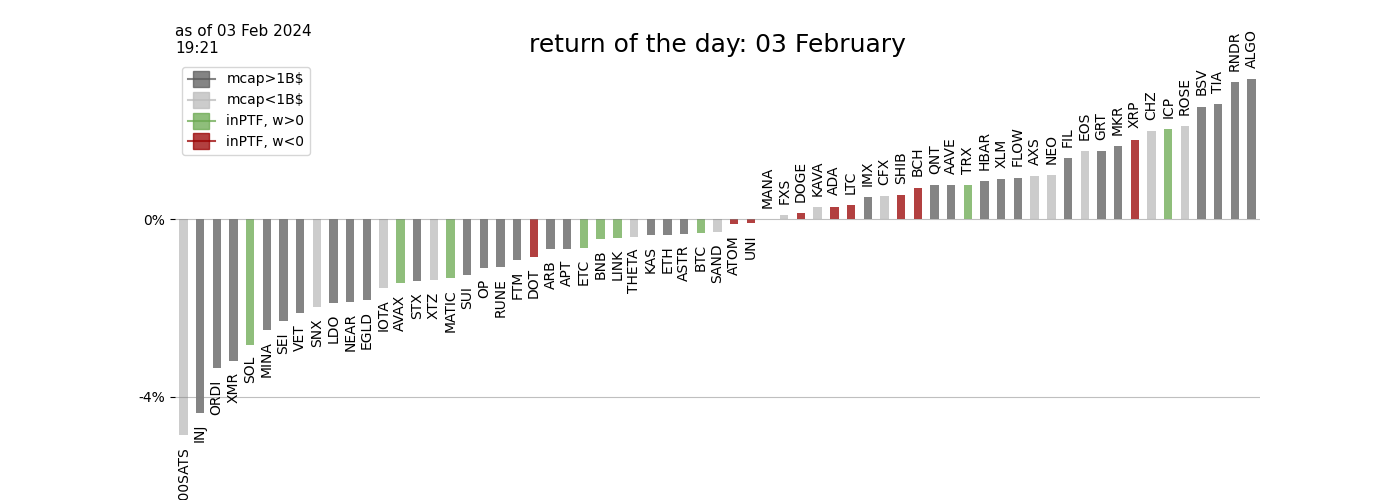 as of 03 Feb 2024
19:21
return of the day: 03 February
mcap>1B$
mcap<1B$
inPTF, w>0
inPTF, w<0
0%
-4%
00SATS
INJ
ORDI
XMR
SOL
MINA
SEI
VET
SNX
LDO
NEAR
EGLD
IOTA
AVAX
STX
XTZ
MATIC
SUI
OP
RUNE
FTM
DOT
ARB
APT
ETC
BNB
LINK
THETA
KAS
ETH
ASTR
BTC
SAND
ATOM
UNI
MANA
FXS
DOGE
KAVA
ADA
LTC
IMX
CFX
SHIB
BCH
QNT
AAVE
TRX
HBAR
XLM
FLOW
AXS
NEO
FIL
EOS
GRT
MKR
XRP
CHZ
ICP
ROSE
BSV
TIA
RNDR
ALGO